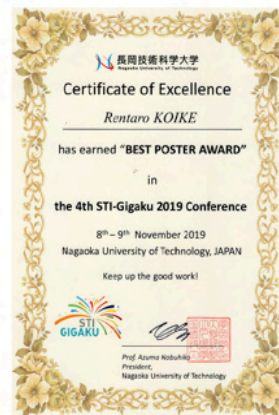 長岡技術科学大学
Nagaoka University of Technology
Certificate of Excellence
Rentaro KOIKE
has earned "BEST POSTER AWARD"
in
the 4th STI-Gigaku 2019 Conference
8th – 9th November 2019
Nagaoka University of Technology, JAPAN
Keep up the good work!
STI
GIGAKU
Prof. Azuma Nobuhiko
President,
Nagaoka University of Technology